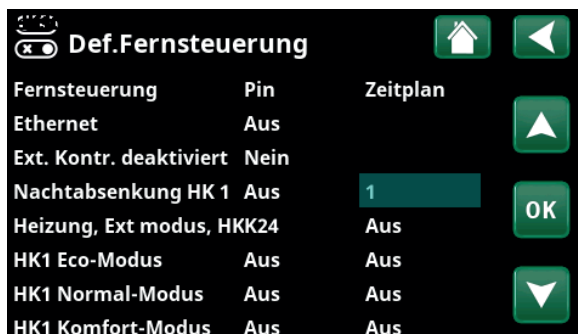 Def.Fernsteuerung
Fernsteuerung Pin Zeitplan
Ethernet Aus
Ext. Kontr. deaktiviert Nein
Nachtabsenkung HK 1 Aus 1
OK
Heizung, Ext modus, HKK24 Aus
HK1 Eco-Modus Aus Aus
HK1 Normal-Modus Aus Aus
HK1 Komfort-Modus Aus Aus